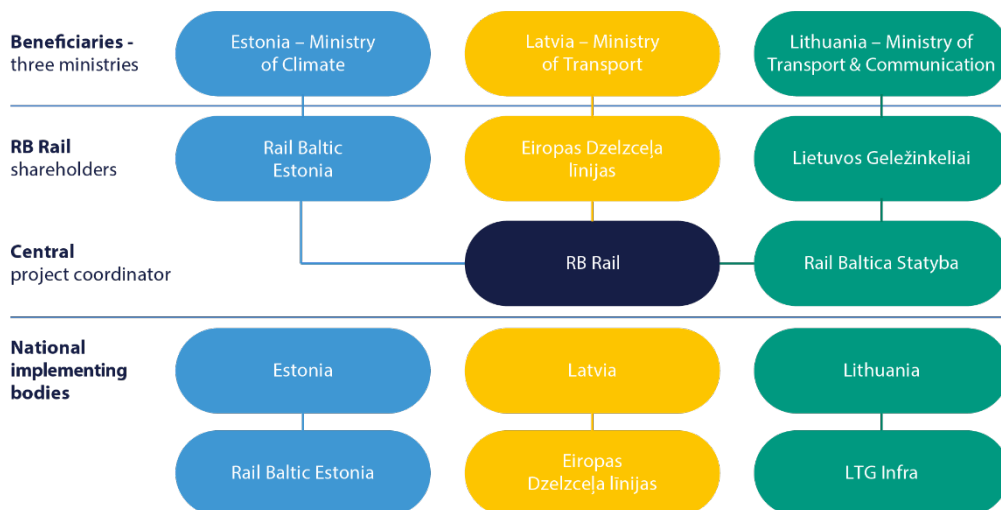 Beneficiaries -
three ministries
Estonia – Ministry
of Climate
Latvia – Ministry
of Transport
Lithuania – Ministry of
Transport & Communication
RB Rail
shareholders
Rail Baltic
Estonia
Eiropas Dzelzceļa
līnijas
Lietuvos Geležinkeliai
Central
project coordinator
RB Rail
Rail Baltica Statyba
National
implementing
bodies
Estonia
Latvia
Lithuania
Rail Baltic Estonia
Eiropas
Dzelzceļa līnijas
LTG Infra